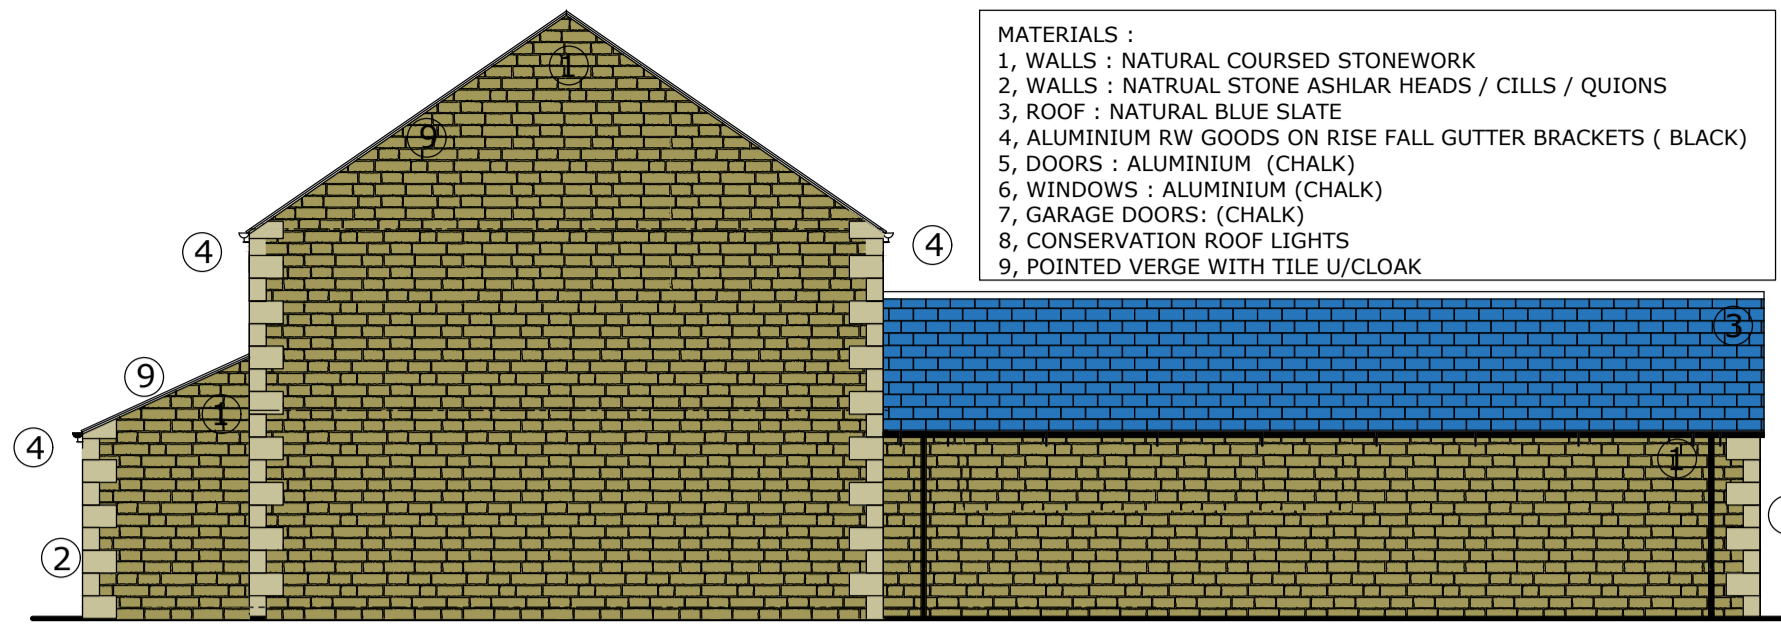 MATERIALS :
1, WALLS : NATURAL COURSED STONEWORK
2, WALLS : NATRUAL STONE ASHLAR HEADS / CILLS / QUIONS
3, ROOF : NATURAL BLUE SLATE
4, ALUMINIUM RW GOODS ON RISE FALL GUTTER BRACKETS ( BLACK)
5, DOORS : ALUMINIUM (CHALK)
6, WINDOWS : ALUMINIUM (CHALK)
7, GARAGE DOORS: (CHALK)
8, CONSERVATION ROOF LIGHTS
9, POINTED VERGE WITH TILE U/CLOAK
1
9
4
4
3
9
1
4
1
2